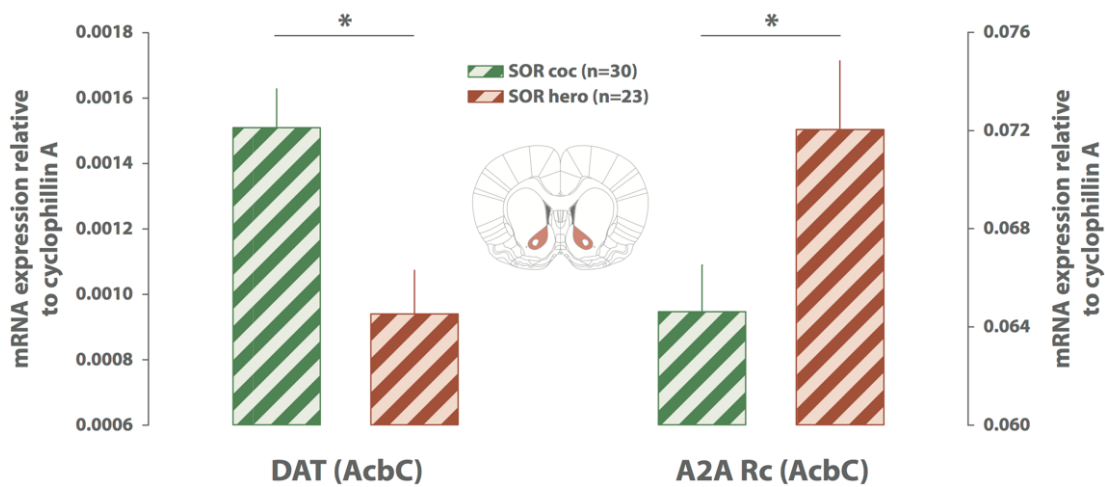 0.0018
0.0016
0.0014
0.0012
0.0010
0.0008
0.0006
mRNA expression relative
to cyclophillin A
*
SOR coc (n=30)
SOR hero (n=23)
*
0.076
0.072
0.068
0.064
0.060
mRNA expression relative
to cyclophillin A
DAT (AcbC)
A2A Rc (AcbC)